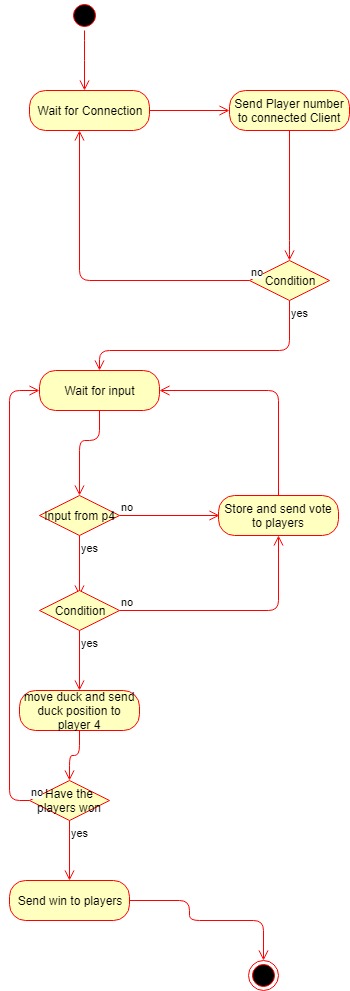 Wait for Connection
Send Player number
to connected Client
no
Condition
yes
Wait for input
Input from p4
no
Store and send vote
to players
yes
Condition
no
yes
move duck and send
duck position to
player 4
no
Have the
players won
yes
Send win to players